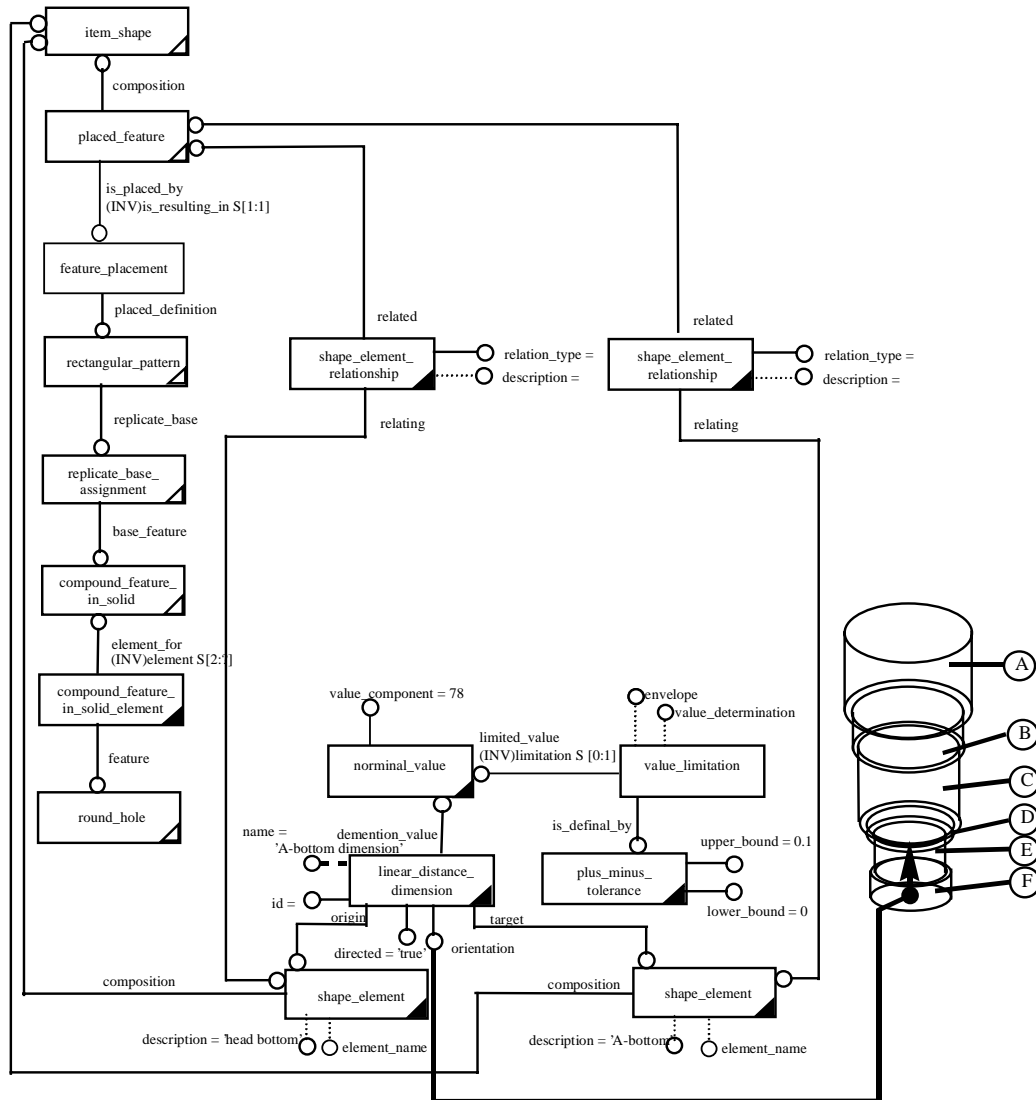 item_shape
composition
placed_feature
is_placed_by
(INV)is_resulting_in S[1:1]
feature_placement
placed_definition
rectangular_pattern
replicate_base
replicate_base_
assignment
base_feature
compound_feature_
in_solid
element_for
(INV)element S[2:?]
compound_feature_
in_solid_element
feature
round_hole
related
shape_element_
relationship
relation_type =
description =
relating
related
shape_element_
relationship
relation_type =
description =
relating
value_component = 78
norminal_value
limited_value
(INV)limitation S [0:1]
envelope
value_determination
value_limitation
is_definal_by
plus_minus_
tolerance
upper_bound = 0.1
lower_bound = 0
name =
'A-bottom dimension'
demention_value
linear_distance_
dimension
id =
origin
directed = 'true'
orientation
target
composition
shape_element
description = 'head bottom'
element_name
composition
shape_element
description = 'A-bottom'
element_name
A
B
C
D
E
F